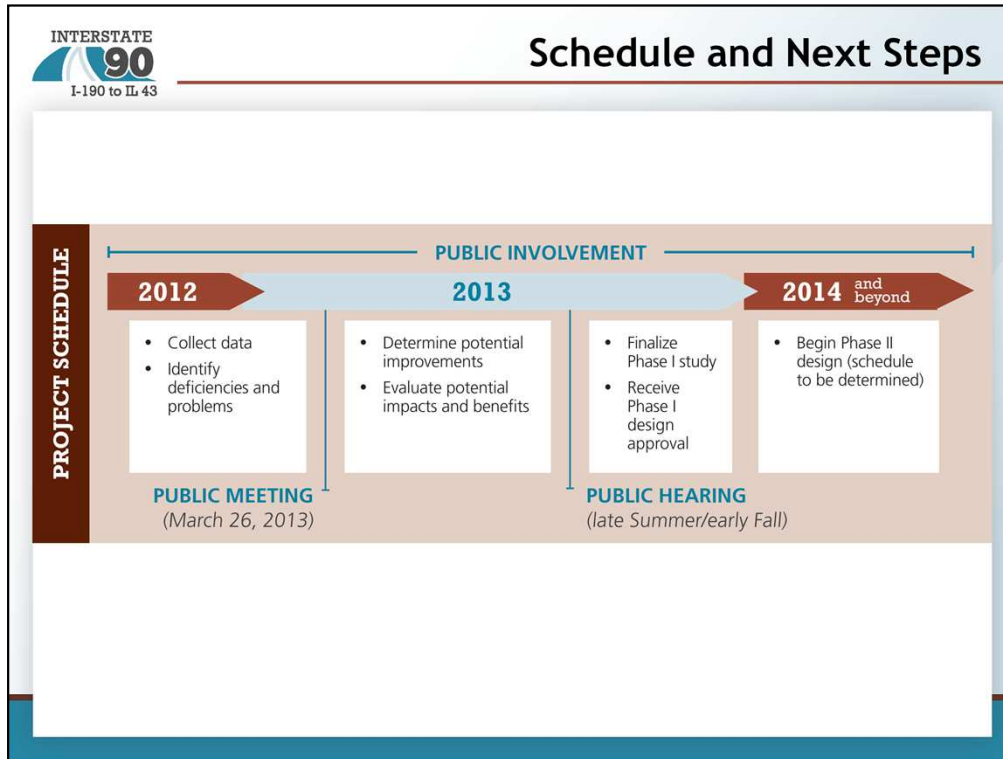 INTERSTATE
90
I-190 to IL 43
Schedule and Next Steps
PROJECT SCHEDULE
PUBLIC INVOLVEMENT
2012
2013
2014 and beyond
• Collect data
• Identify
deficiencies and
problems
• Determine potential
improvements
• Evaluate potential
impacts and benefits
• Finalize
Phase I study
• Receive
Phase I
design
approval
• Begin Phase II
design (schedule
to be determined)
PUBLIC MEETING
(March 26, 2013)
PUBLIC HEARING
(late Summer/early Fall)